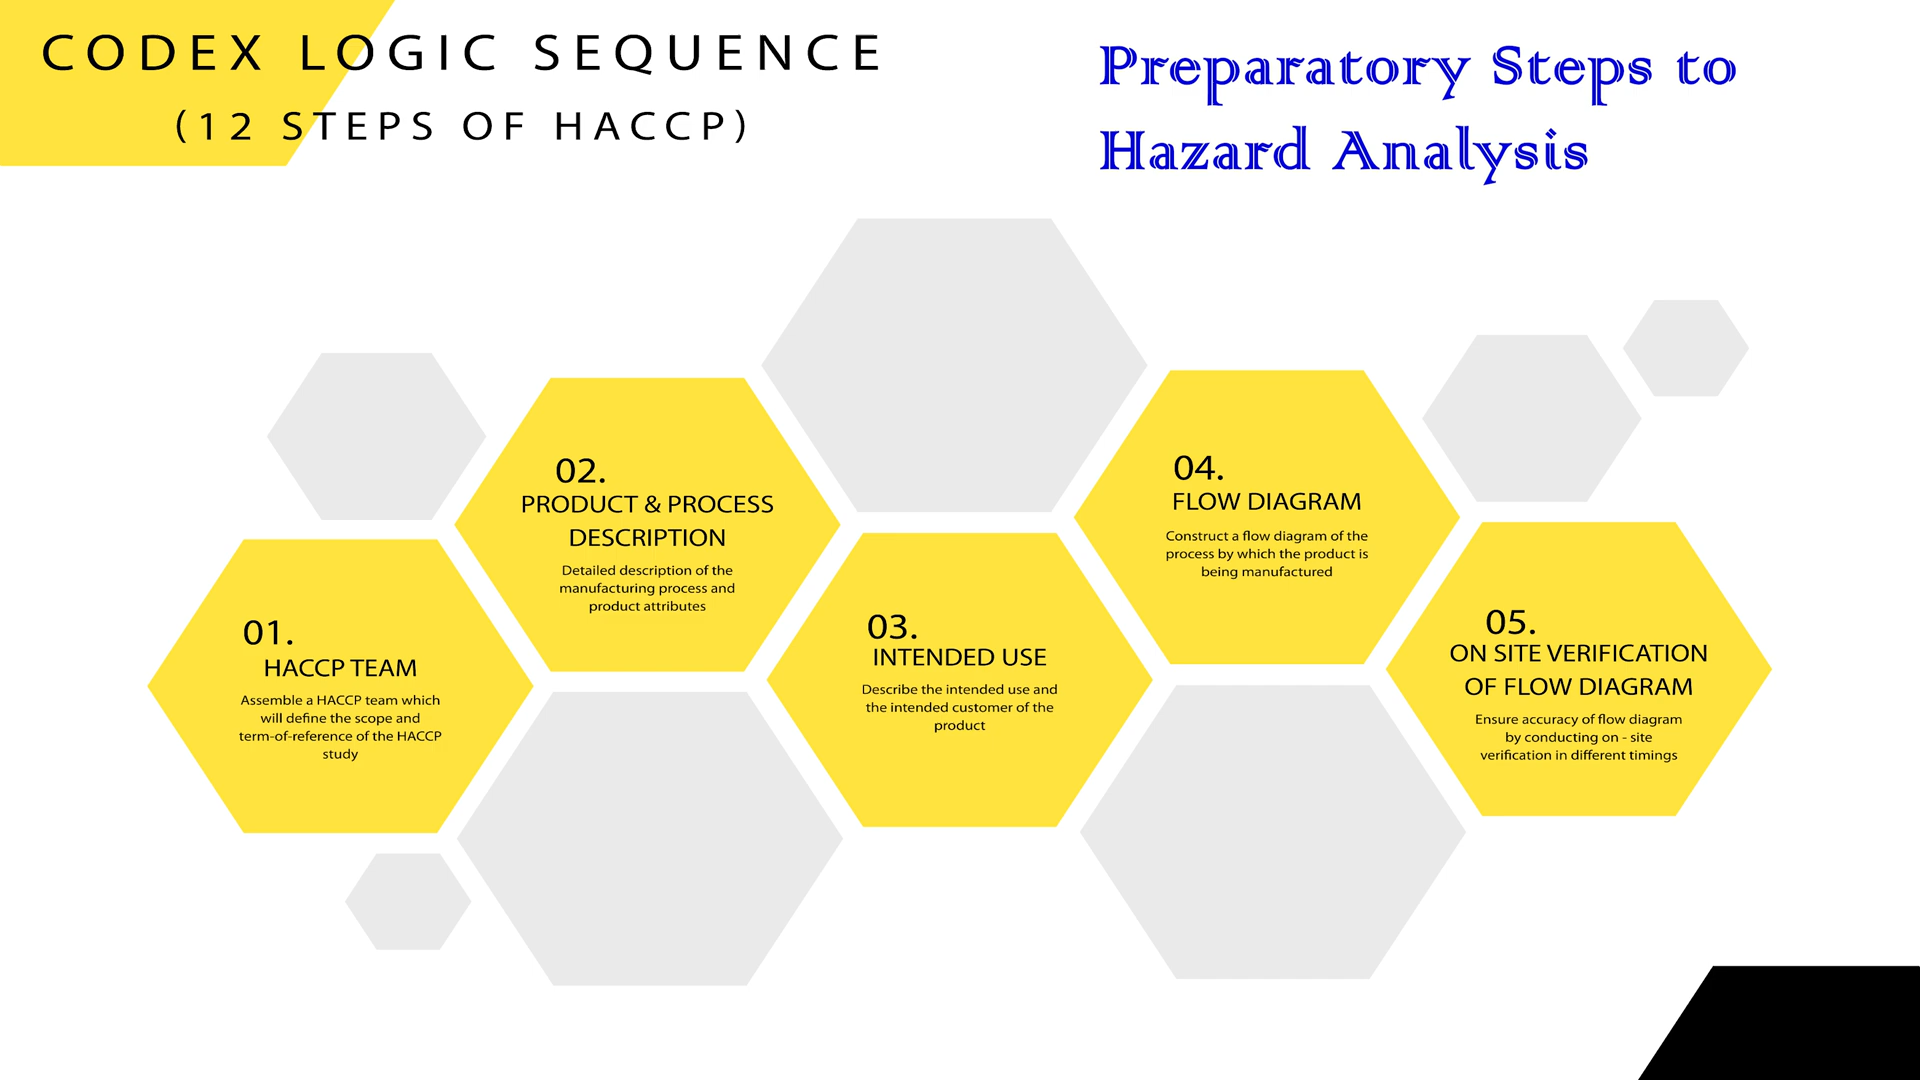 CODEX LOGIC SEQUENCE
(12 STEPS OF HACCP)
Preparatory Steps to
Hazard Analysis
01.
HACCP TEAM
Assemble a HACCP team which
will define the scope and
term-of-reference of the HACCP
study
02.
PRODUCT & PROCESS
DESCRIPTION
Detailed description of the
manufacturing process and
product attributes
03.
INTENDED USE
Describe the intended use and
the intended customer of the
product
04.
FLOW DIAGRAM
Construct a flow diagram of the
process by which the product is
being manufactured
05.
ON SITE VERIFICATION
OF FLOW DIAGRAM
Ensure accuracy of flow diagram
by conducting on - site
verification in different timings